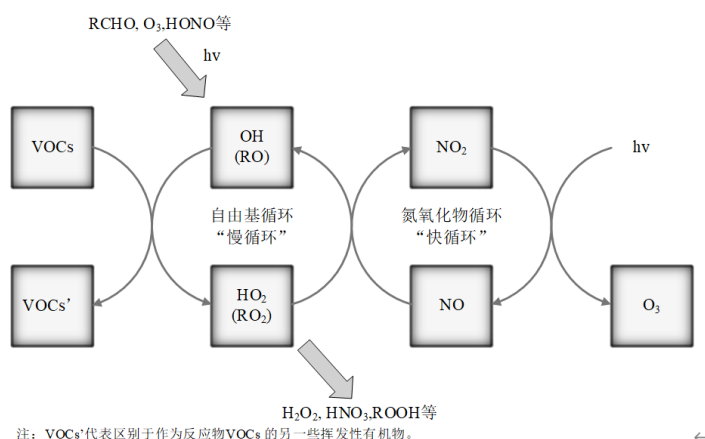 RCHO, O₃,HONO等
hv
VOCs
OH
(RO)
NO₂
hv
自由基循环
“慢循环”
氮氧化物循环
“快循环”
VOCs’
HO₂
(RO₂)
NO
O₃
H₂O₂, HNO₃,ROOH等
注：VOCs’代表区别于作为反应物VOCs 的另一些挥发性有机物。